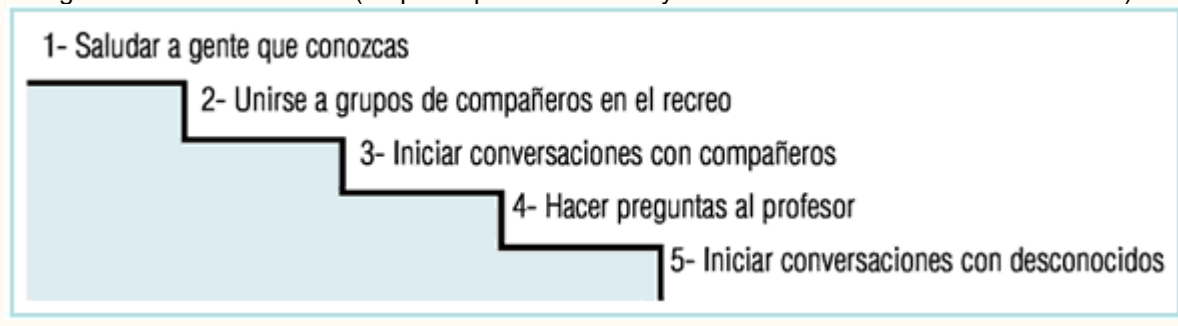 1- Saludar a gente que conozcas
2- Unirse a grupos de compañeros en el recreo
3- Iniciar conversaciones con compañeros
4- Hacer preguntas al profesor
5- Iniciar conversaciones con desconocidos